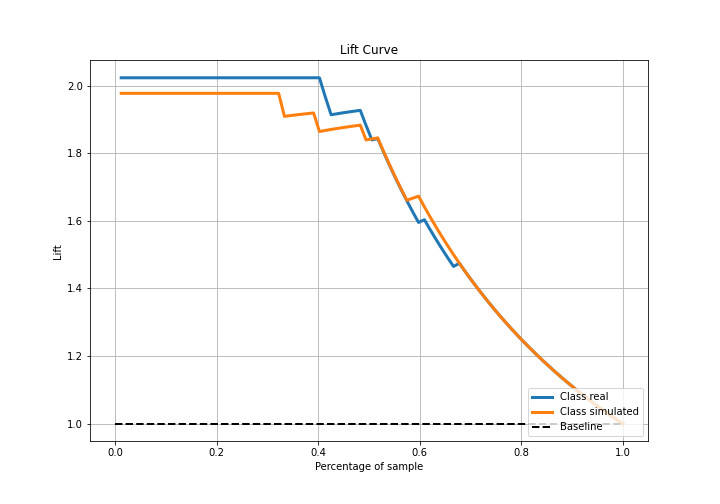 Lift Curve
Lift
2.0
1.8
1.6
1.4
1.2
1.0
0.0 0.2 0.4 0.6 0.8 1.0
Percentage of sample
Class real
Class simulated
Baseline